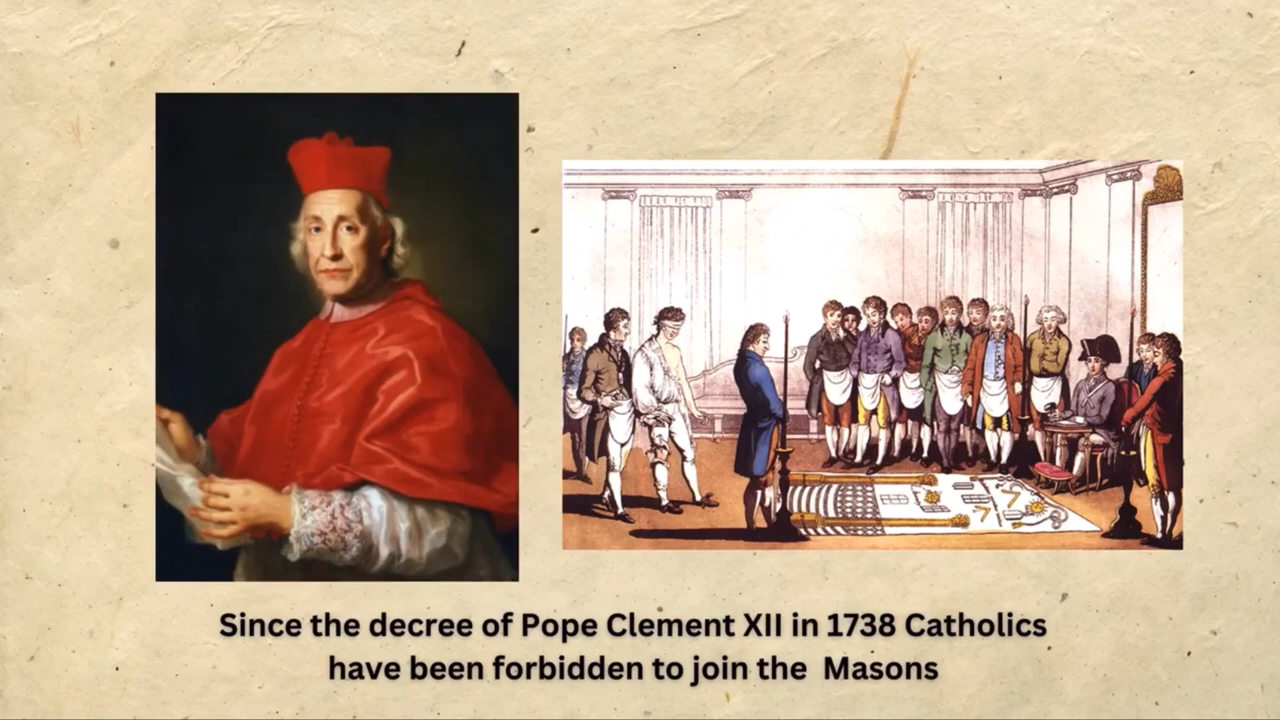 Since the decree of Pope Clement XII in 1738 Catholics
have been forbidden to join the  Masons